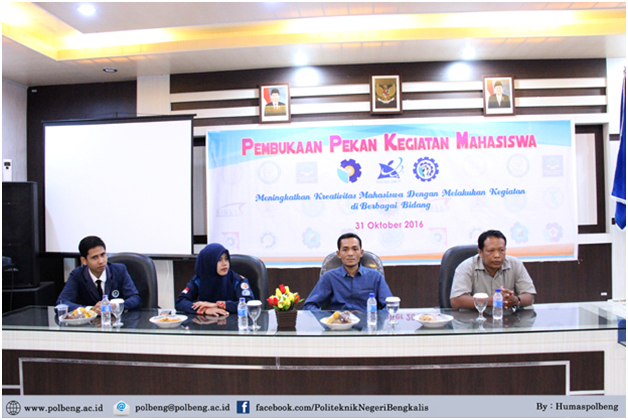 PEMBUKAAN PEKAN KEGIATAN MAHASISWA
Meningkatkan Kreativitas Mahasiswa Dengan Melakukan Kegiatan
di Berbagai Bidang
31 Oktober 2016
www.polbeng.ac.id
polbeng@polbeng.ac.id
facebook.com/PoliteknikNegeriBengkalis
By : Humaspolbeng